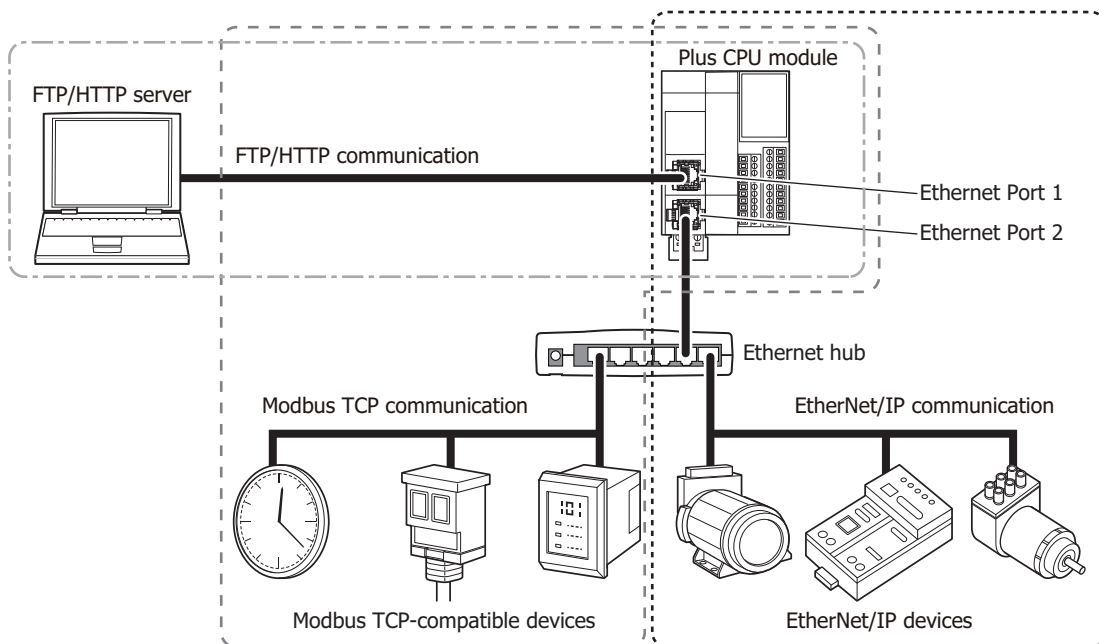 Plus CPU module
FTP/HTTP server
FTP/HTTP communication
Ethernet Port 1
Ethernet Port 2
Ethernet hub
Modbus TCP communication
EtherNet/IP communication
101
Modbus TCP-compatible devices
EtherNet/IP devices